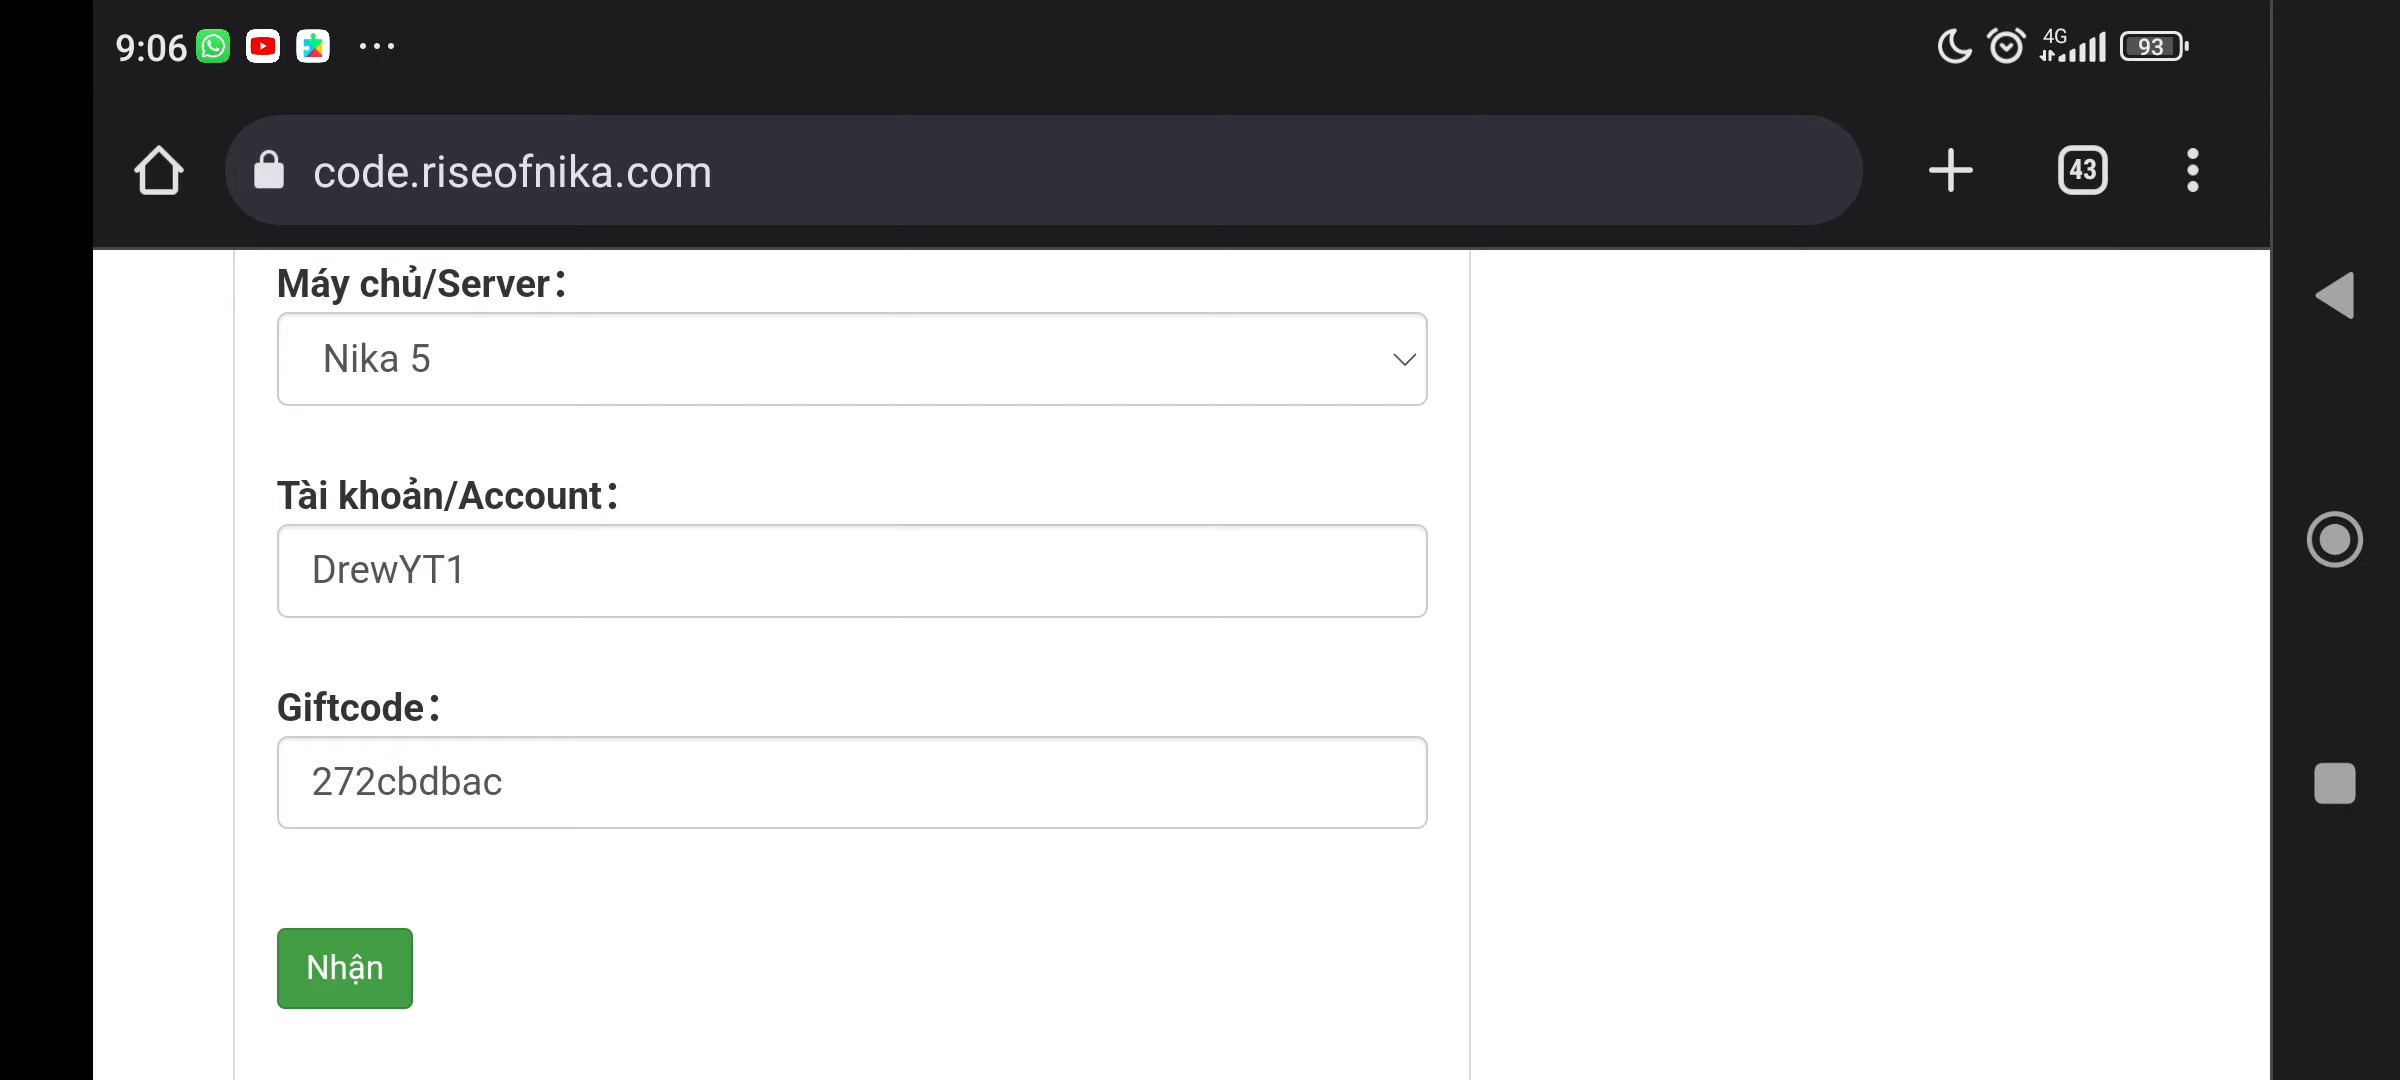 9:06 ... 4G 93
code.riseofnika.com 43
Máy chủ/Server:
Nika 5
Tài khoản/Account:
DrewYT1
Giftcode:
272cbdbac
Nhận